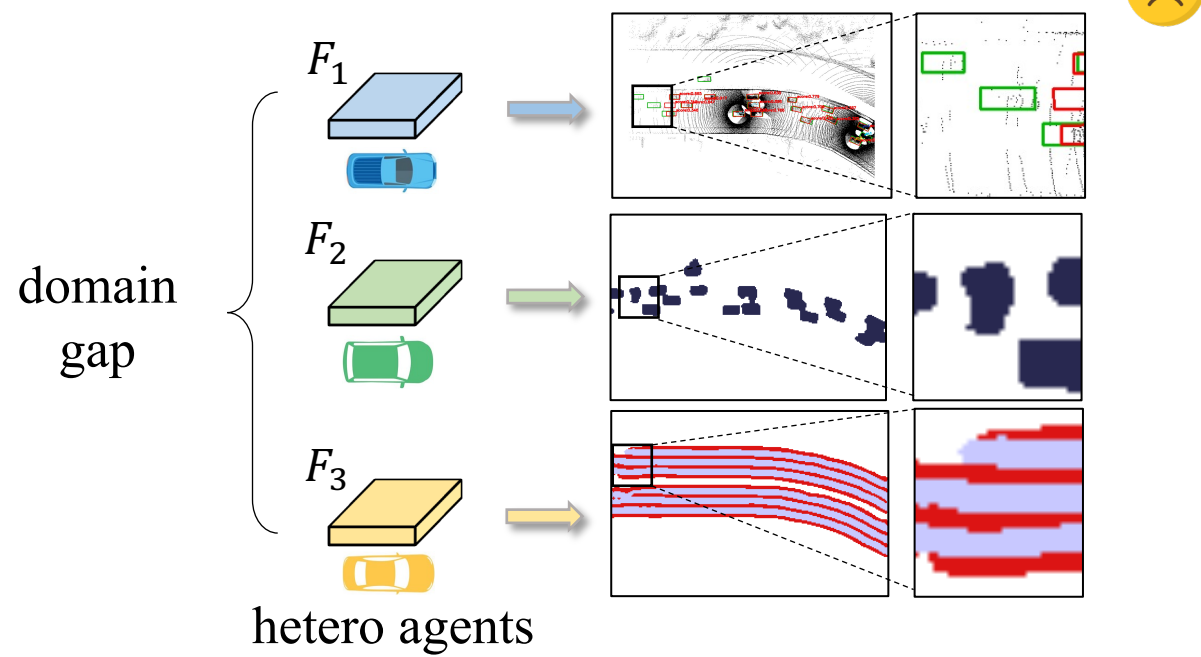 F₁
F₂
domain
gap
F₃
hetero agents